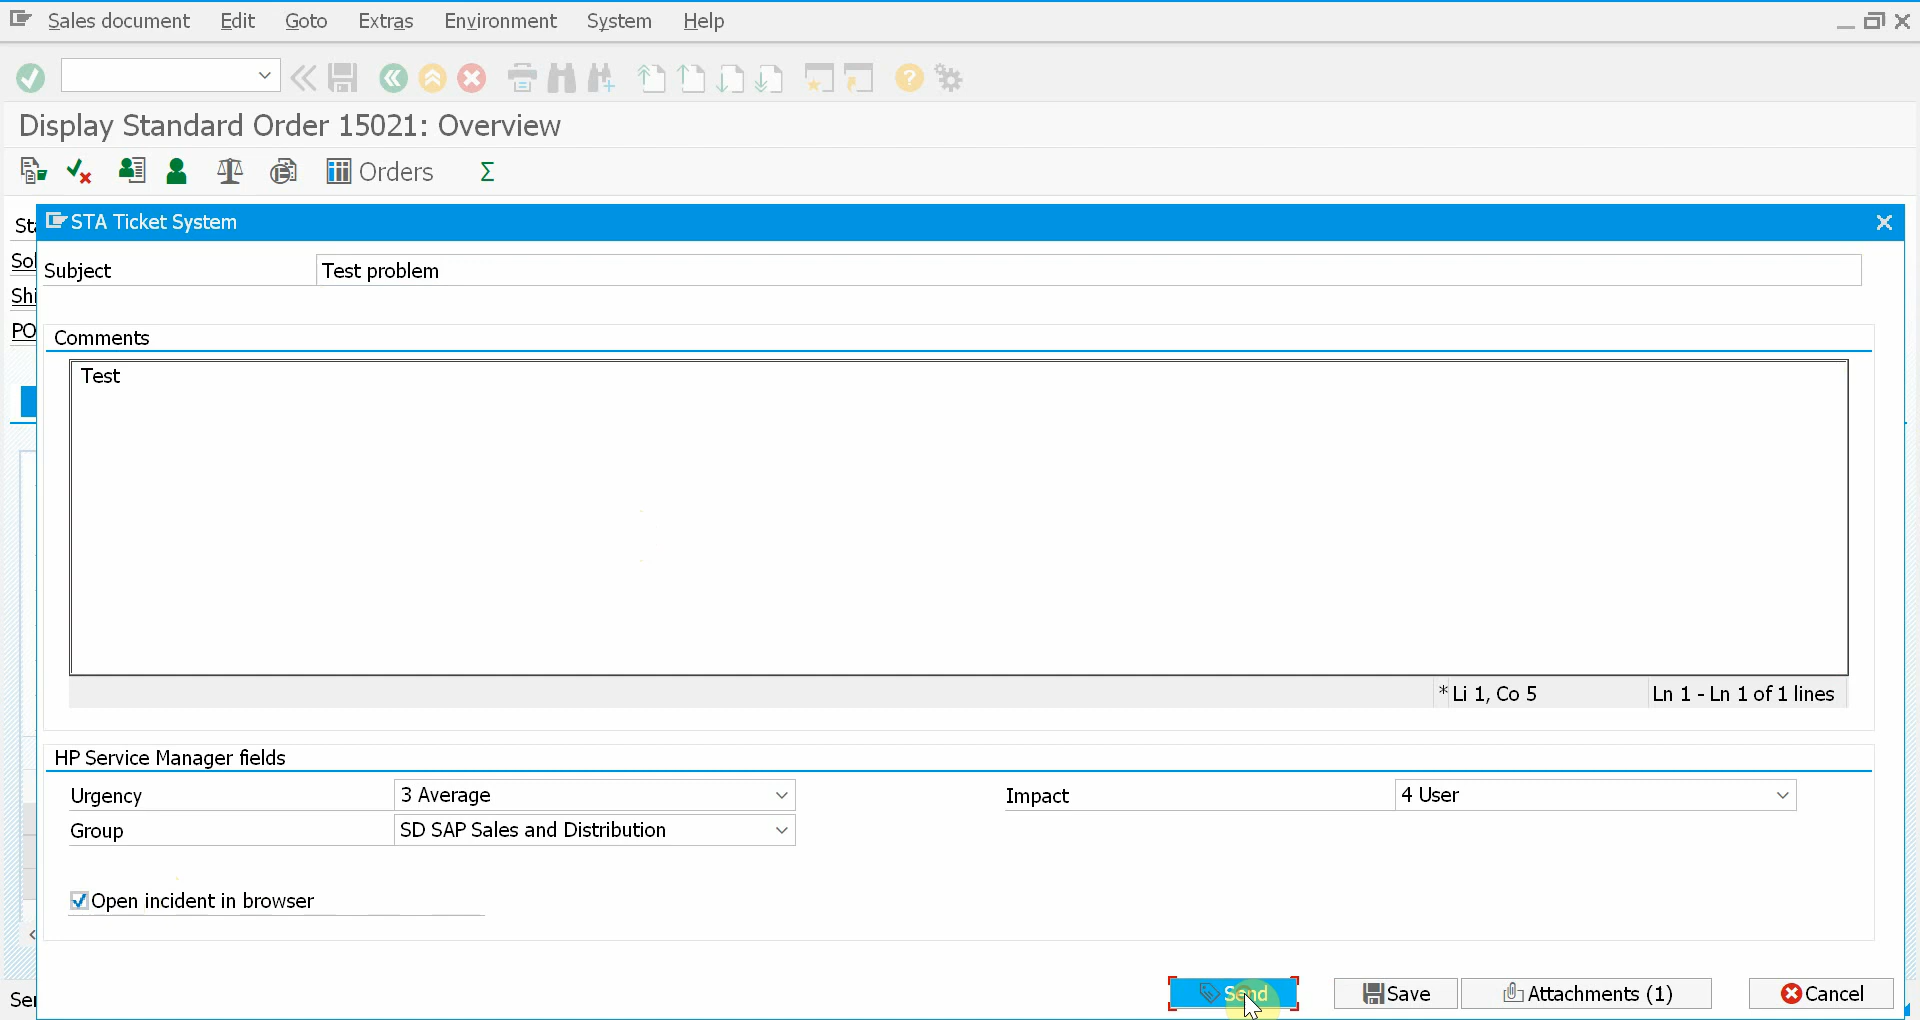 Sales document Edit Goto Extras Environment System Help
Display Standard Order 15021: Overview
Orders
STA Ticket System
Subject Test problem
Comments
Test
* Li 1, Co 5 Ln 1 - Ln 1 of 1 lines
HP Service Manager fields
Urgency 3 Average Impact 4 User
Group SD SAP Sales and Distribution
Open incident in browser
Send Save Attachments (1) Cancel